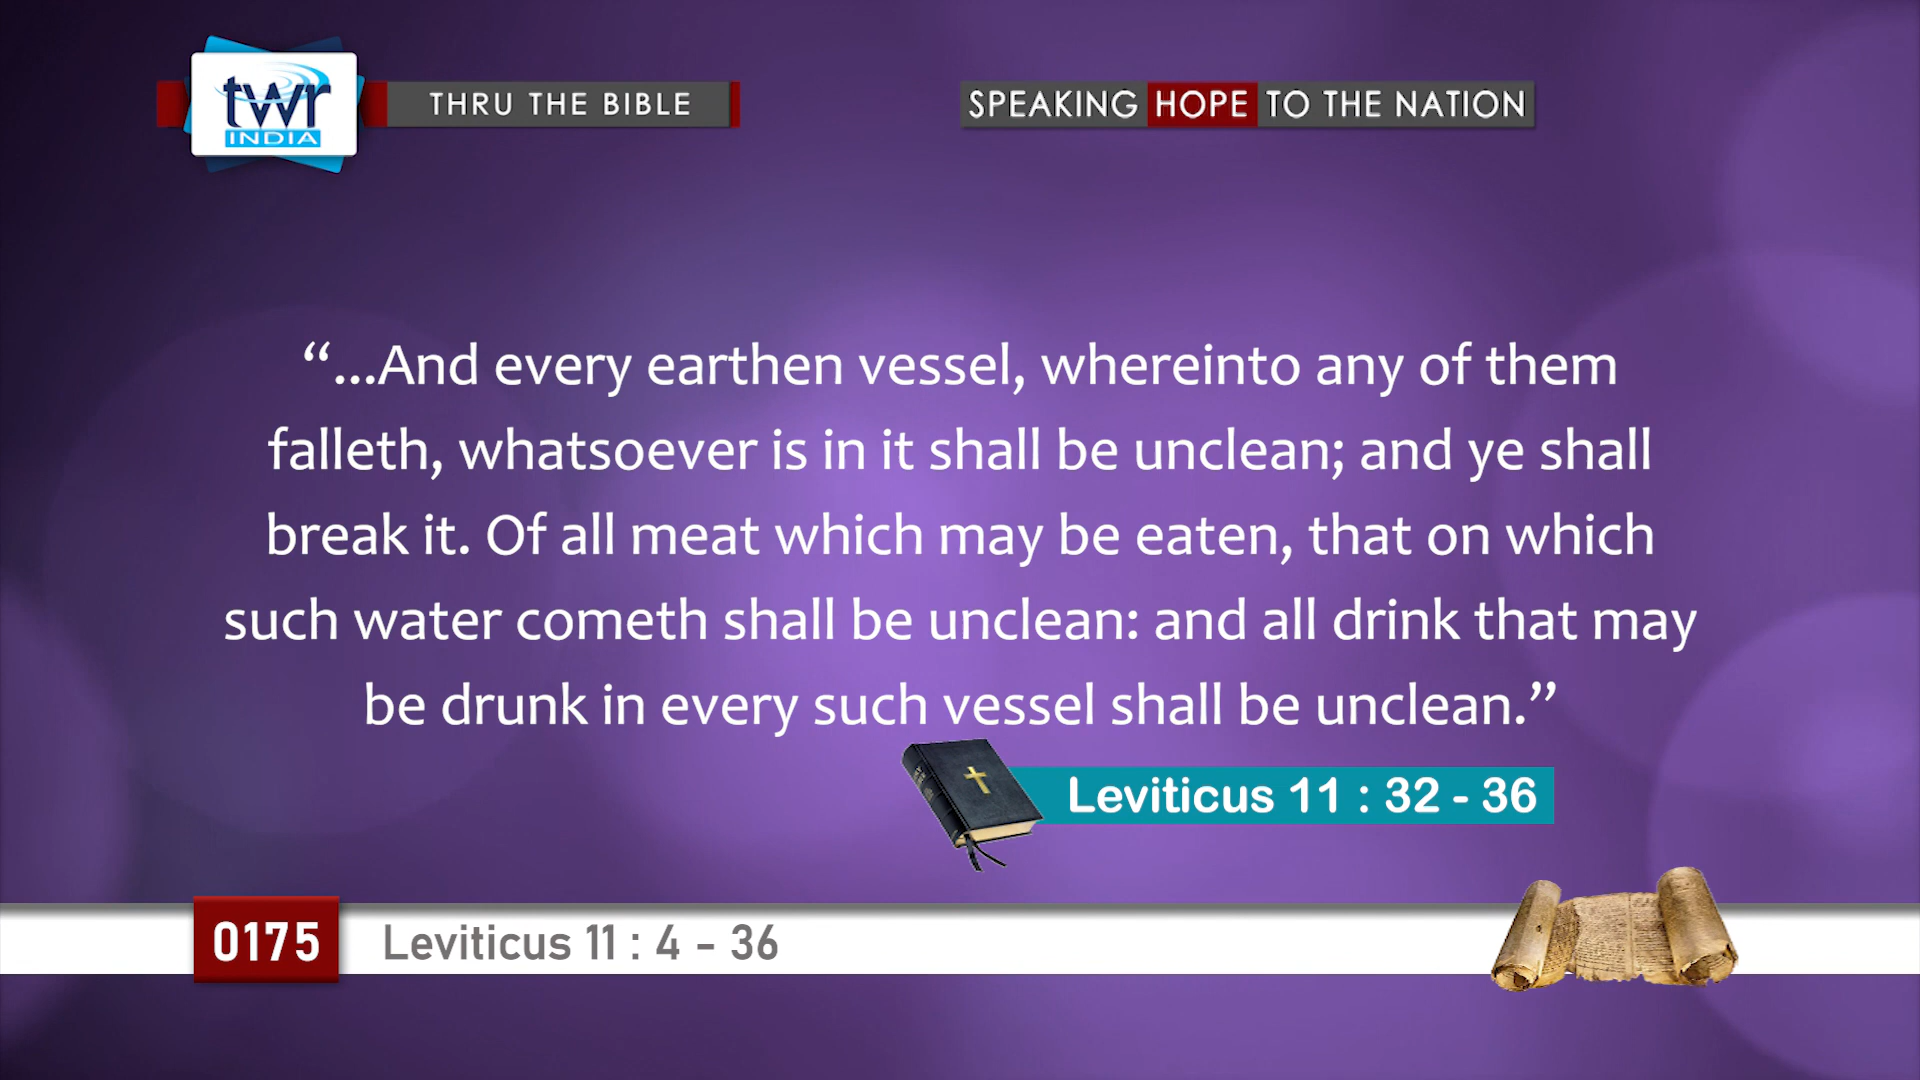 twr
INDIA
THRU THE BIBLE
SPEAKING HOPE TO THE NATION
“...And every earthen vessel, whereinto any of them
falleth, whatsoever is in it shall be unclean; and ye shall
break it. Of all meat which may be eaten, that on which
such water cometh shall be unclean: and all drink that may
be drunk in every such vessel shall be unclean.”
Leviticus 11 : 32 - 36
0175
Leviticus 11 : 4 - 36